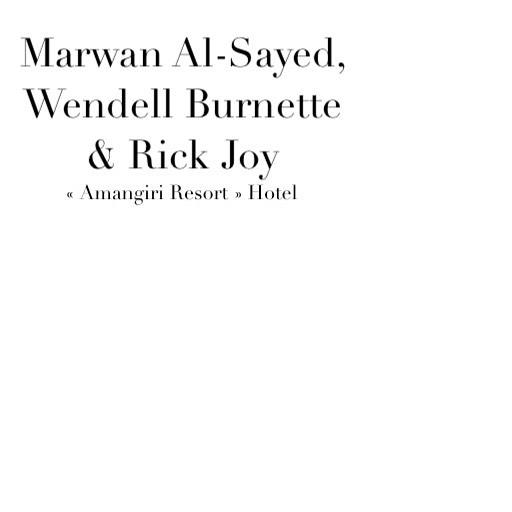 Marwan Al-Sayed,
Wendell Burnette
& Rick Joy
« Amangiri Resort » Hotel